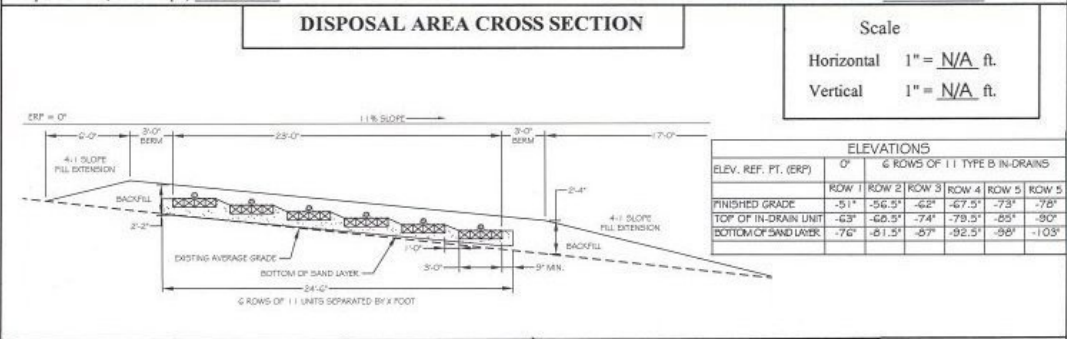 DISPOSAL AREA CROSS SECTION
Scale
Horizontal 1" = N/A ft.
Vertical 1" = N/A ft.
ERP = 0"
11% SLOPE
6'-0"
3'-0"
BERM
23'-0"
3'-0"
BERM
17'-0"
4:1 SLOPE
FILL EXTENSION
BACKFILL
2'-2"
2'-4"
4:1 SLOPE
FILL EXTENSION
BACKFILL
EXISTING AVERAGE GRADE
BOTTOM OF SAND LAYER
1'-0"
3'-0"
9" MIN.
24'-6"
6 ROWS OF 11 UNITS SEPARATED BY X FOOT
ELEVATIONS
ELEV. REF. PT. (ERP) 0" 6 ROWS OF 11 TYPE B IN-DRAINS
ROW 1 ROW 2 ROW 3 ROW 4 ROW 5 ROW 5
FINISHED GRADE -51" -56.5" -62" -67.5" -73" -78"
TOP OF IN-DRAIN UNIT -63" -68.5" -74" -79.5" -85" -90"
BOTTOM OF SAND LAYER -76" -81.5" -87" -92.5" -98" -103"